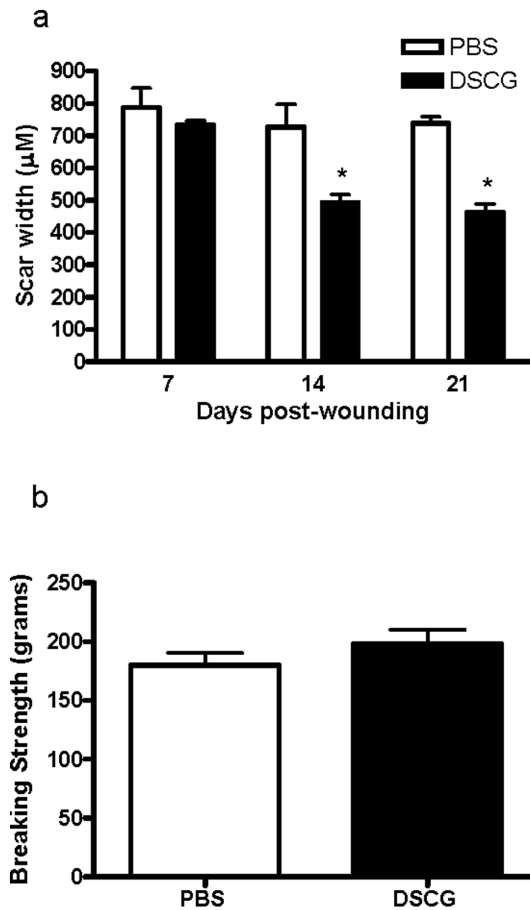 a
PBS
DSCG
900
800
700
600
500
400
300
200
100
0
Scar width (μM)
*
*
7 14 21
Days post-wounding
b
250
200
150
100
50
0
Breaking Strength (grams)
PBS DSCG